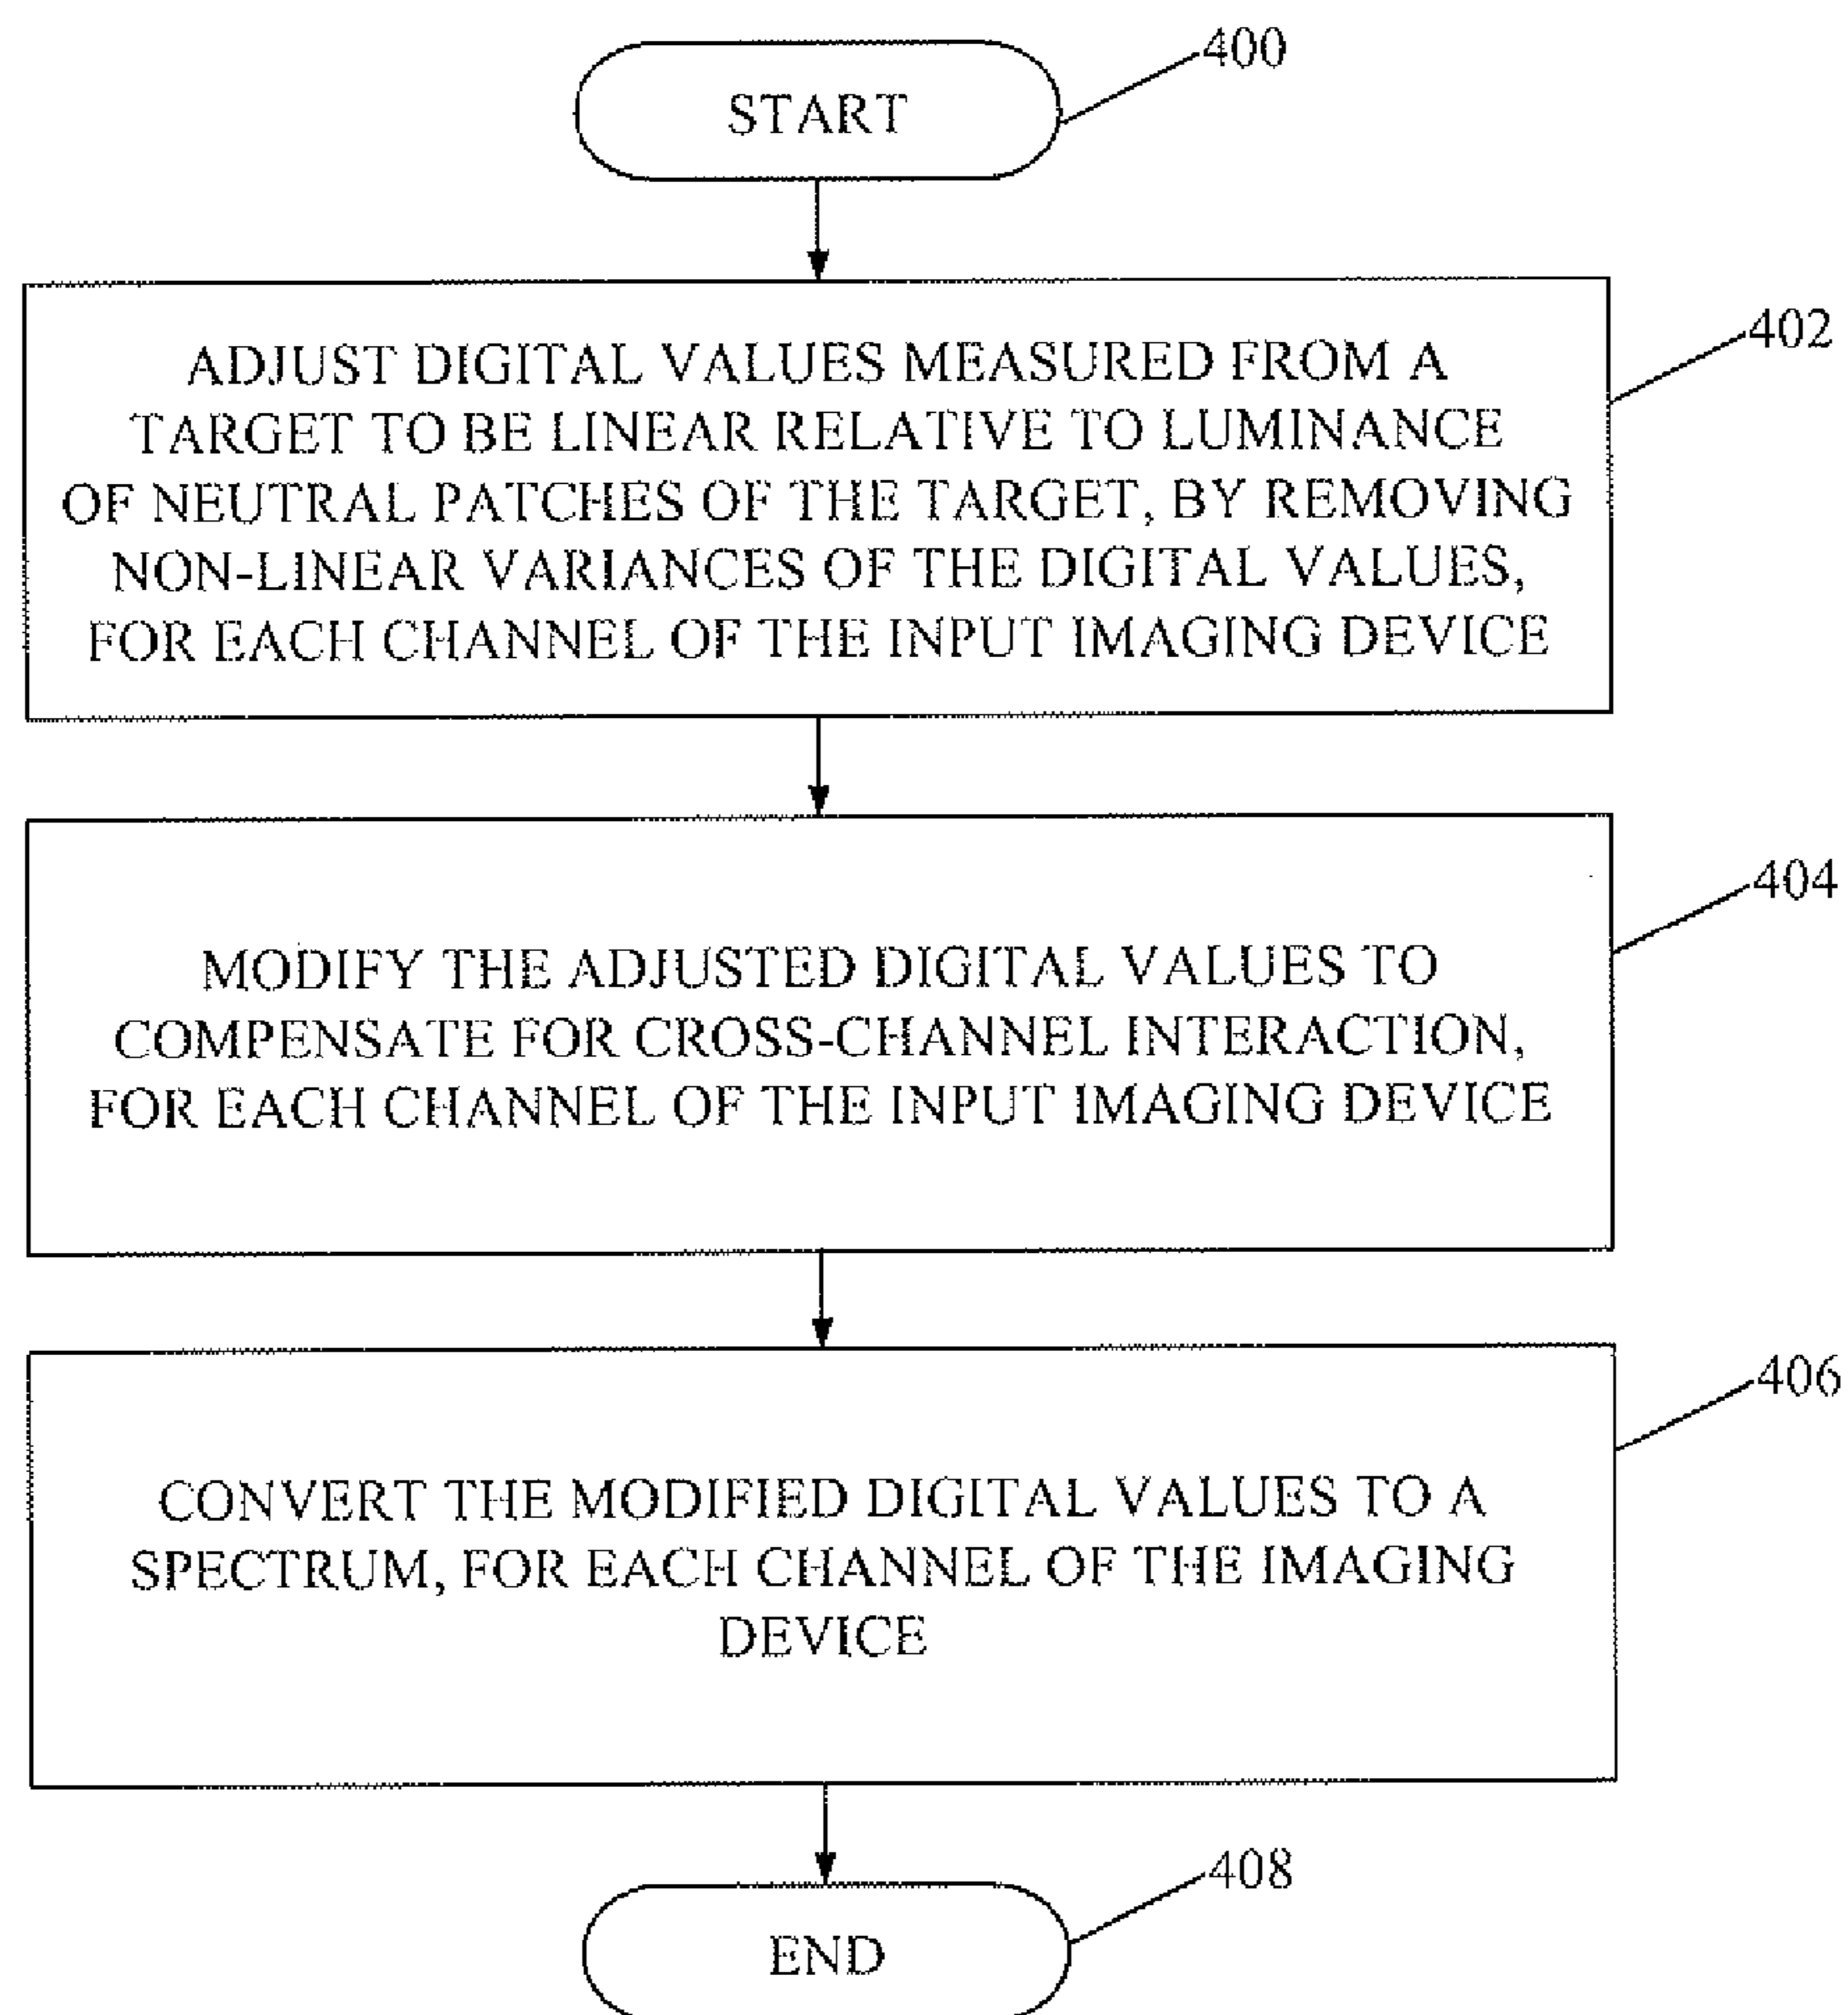 400
START
402
ADJUST DIGITAL VALUES MEASURED FROM A
TARGET TO BE LINEAR RELATIVE TO LUMINANCE
OF NEUTRAL PATCHES OF THE TARGET, BY REMOVING
NON-LINEAR VARIANCES OF THE DIGITAL VALUES,
FOR EACH CHANNEL OF THE INPUT IMAGING DEVICE
404
MODIFY THE ADJUSTED DIGITAL VALUES TO
COMPENSATE FOR CROSS-CHANNEL INTERACTION,
FOR EACH CHANNEL OF THE INPUT IMAGING DEVICE
406
CONVERT THE MODIFIED DIGITAL VALUES TO A
SPECTRUM, FOR EACH CHANNEL OF THE IMAGING
DEVICE
408
END